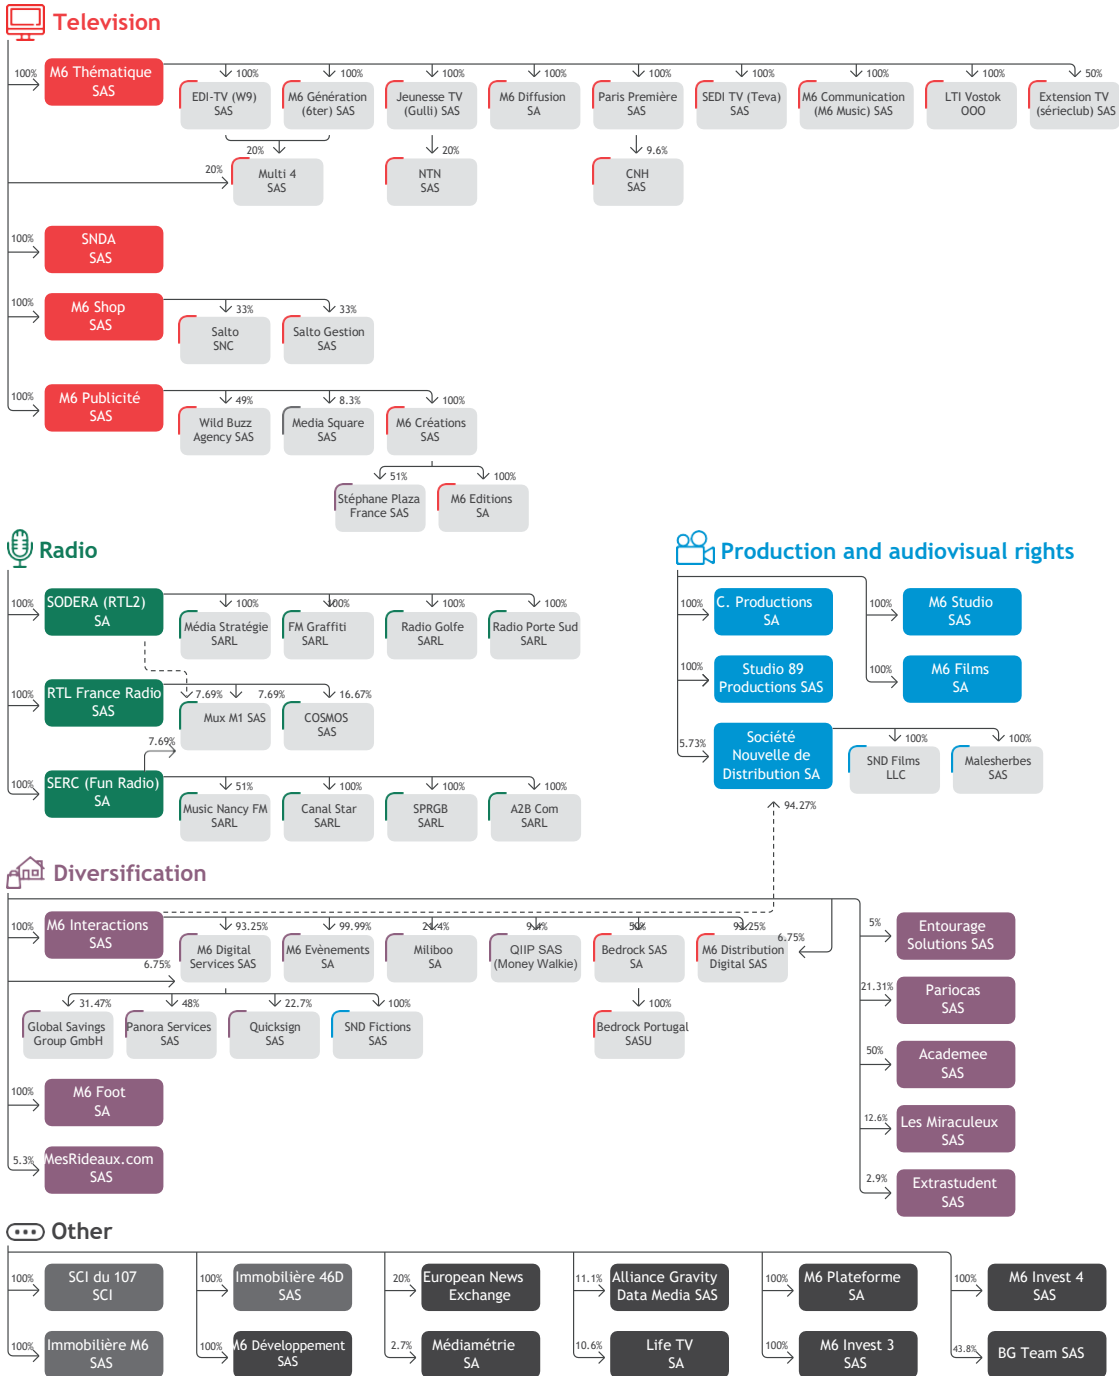 Television
100%
M6 Thématique
SAS
100%
EDI-TV (W9)
SAS
100%
M6 Génération
(6ter) SAS
100%
Jeunesse TV
(Gulli) SAS
100%
M6 Diffusion
SA
100%
Paris Première
SAS
100%
SEDI TV (Teva)
SAS
100%
M6 Communication
(M6 Music) SAS
100%
LTI Vostok
OOO
50%
Extension TV
(sérieclub) SAS
20%
20%
Multi 4
SAS
20%
NTN
SAS
9.6%
CNH
SAS
100%
SNDA
SAS
100%
M6 Shop
SAS
33%
Salto
SNC
33%
Salto Gestion
SAS
100%
M6 Publicité
SAS
49%
Wild Buzz
Agency SAS
8.3%
Media Square
SAS
100%
M6 Créations
SAS
51%
Stéphane Plaza
France SAS
100%
M6 Editions
SA
Radio
100%
SODERA (RTL2)
SA
100%
Média Stratégie
SARL
100%
FM Graffiti
SARL
100%
Radio Golfe
SARL
100%
Radio Porte Sud
SARL
100%
RTL France Radio
SAS
7.69%
7.69%
Mux M1 SAS
16.67%
COSMOS
SAS
7.69%
100%
SERC (Fun Radio)
SA
51%
Music Nancy FM
SARL
100%
Canal Star
SARL
100%
SPRGB
SARL
100%
A2B Com
SARL
Production and audiovisual rights
100%
C. Productions
SA
100%
M6 Studio
SAS
100%
Studio 89
Productions SAS
100%
M6 Films
SA
5.73%
Société
Nouvelle de
Distribution SA
100%
SND Films
LLC
100%
Malesherbes
SAS
94.27%
Diversification
100%
M6 Interactions
SAS
93.25%
M6 Digital
Services SAS
99.99%
M6 Evènements
SA
21.4%
Miliboo
SA
9.4%
QIIP SAS
(Money Walkie)
50%
Bedrock SAS
SA
93.25%
M6 Distribution
Digital SAS
6.75%
6.75%
31.47%
Global Savings
Group GmbH
48%
Panora Services
SAS
22.7%
Quicksign
SAS
100%
SND Fictions
SAS
100%
Bedrock Portugal
SASU
100%
M6 Foot
SA
5.3%
MesRideaux.com
SAS
5%
Entourage
Solutions SAS
21.31%
Pariocas
SAS
50%
Academee
SAS
12.6%
Les Miraculeux
SAS
2.9%
Extrastudent
SAS
Other
100%
SCI du 107
SCI
100%
Immobilière 46D
SAS
20%
European News
Exchange
11.1%
Alliance Gravity
Data Media SAS
100%
M6 Plateforme
SA
100%
M6 Invest 4
SAS
100%
Immobilière M6
SAS
100%
M6 Développement
SAS
2.7%
Médiamétrie
SA
10.6%
Life TV
SA
100%
M6 Invest 3
SAS
43.8%
BG Team SAS